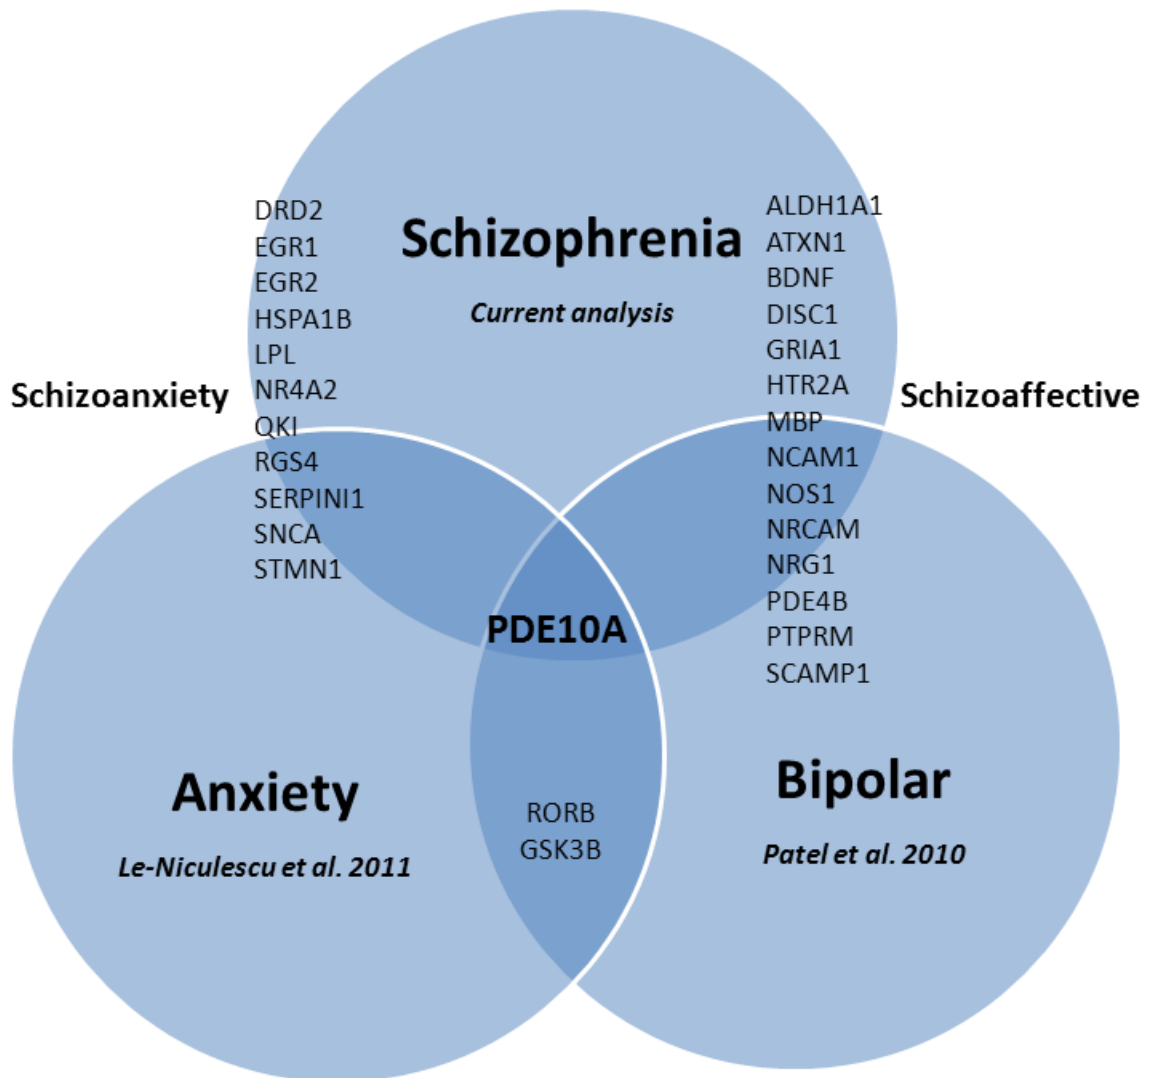 Schizophrenia
Current analysis
Schizoanxiety
DRD2
EGR1
EGR2
HSPA1B
LPL
NR4A2
QKI
RGS4
SERPINI1
SNCA
STMN1
Schizoaffective
ALDH1A1
ATXN1
BDNF
DISC1
GRIA1
HTR2A
MBP
NCAM1
NOS1
NRCAM
NRG1
PDE4B
PTPRM
SCAMP1
PDE10A
Anxiety
Le-Niculescu et al. 2011
RORB
GSK3B
Bipolar
Patel et al. 2010